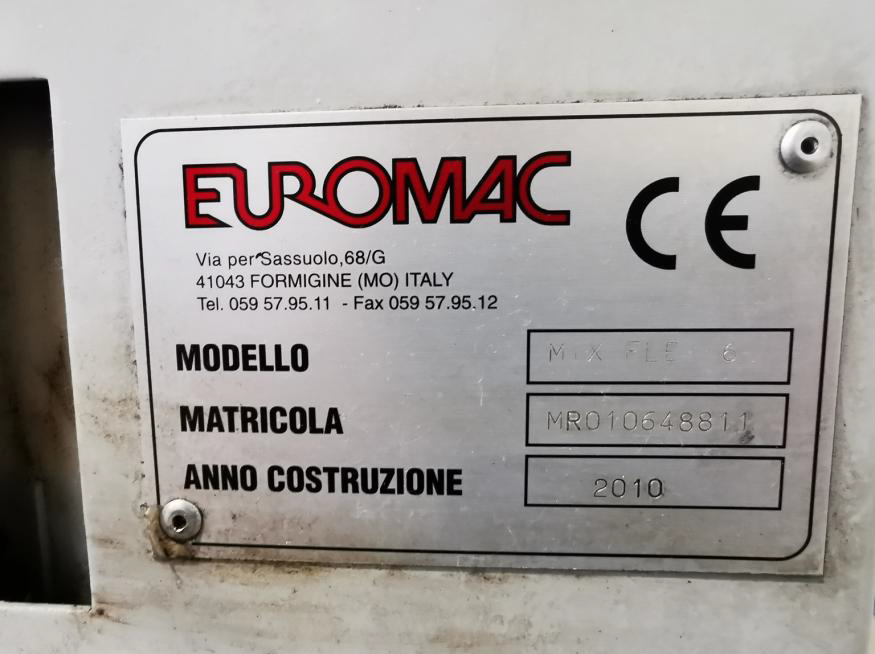 EUROMAC
CE
Via per Sassuolo,68/G
41043 FORMIGINE (MO) ITALY
Tel. 059 57.95.11 - Fax 059 57.95.12
MODELLO 6
MATRICOLA MR010648811
ANNO COSTRUZIONE 2010